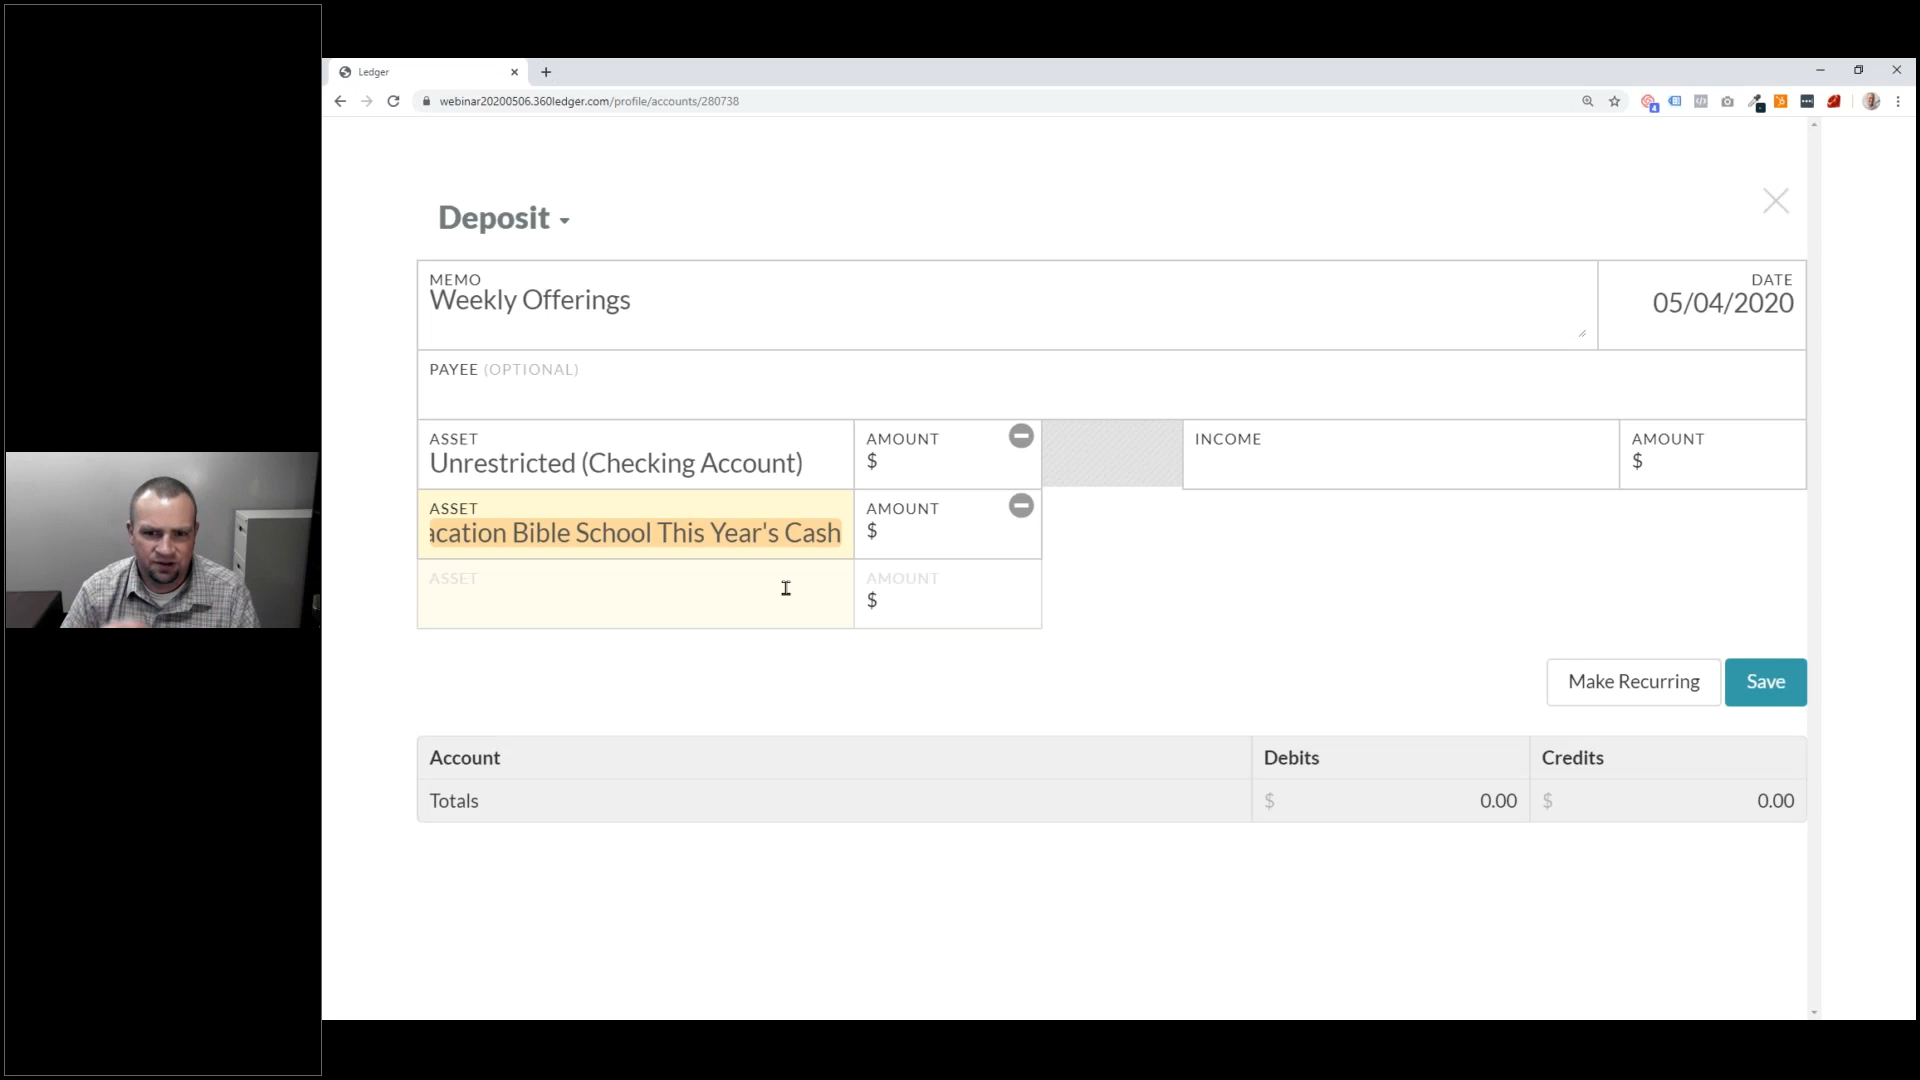 Ledger
webinar20200506.360ledger.com/profile/accounts/280738
Deposit
MEMO
Weekly Offerings
DATE
05/04/2020
PAYEE (OPTIONAL)
ASSET
Unrestricted (Checking Account)
AMOUNT
$
INCOME
AMOUNT
$
ASSET
acation Bible School This Year's Cash
AMOUNT
$
ASSET
AMOUNT
$
Make Recurring
Save
Account Debits Credits
Totals $ 0.00 $ 0.00